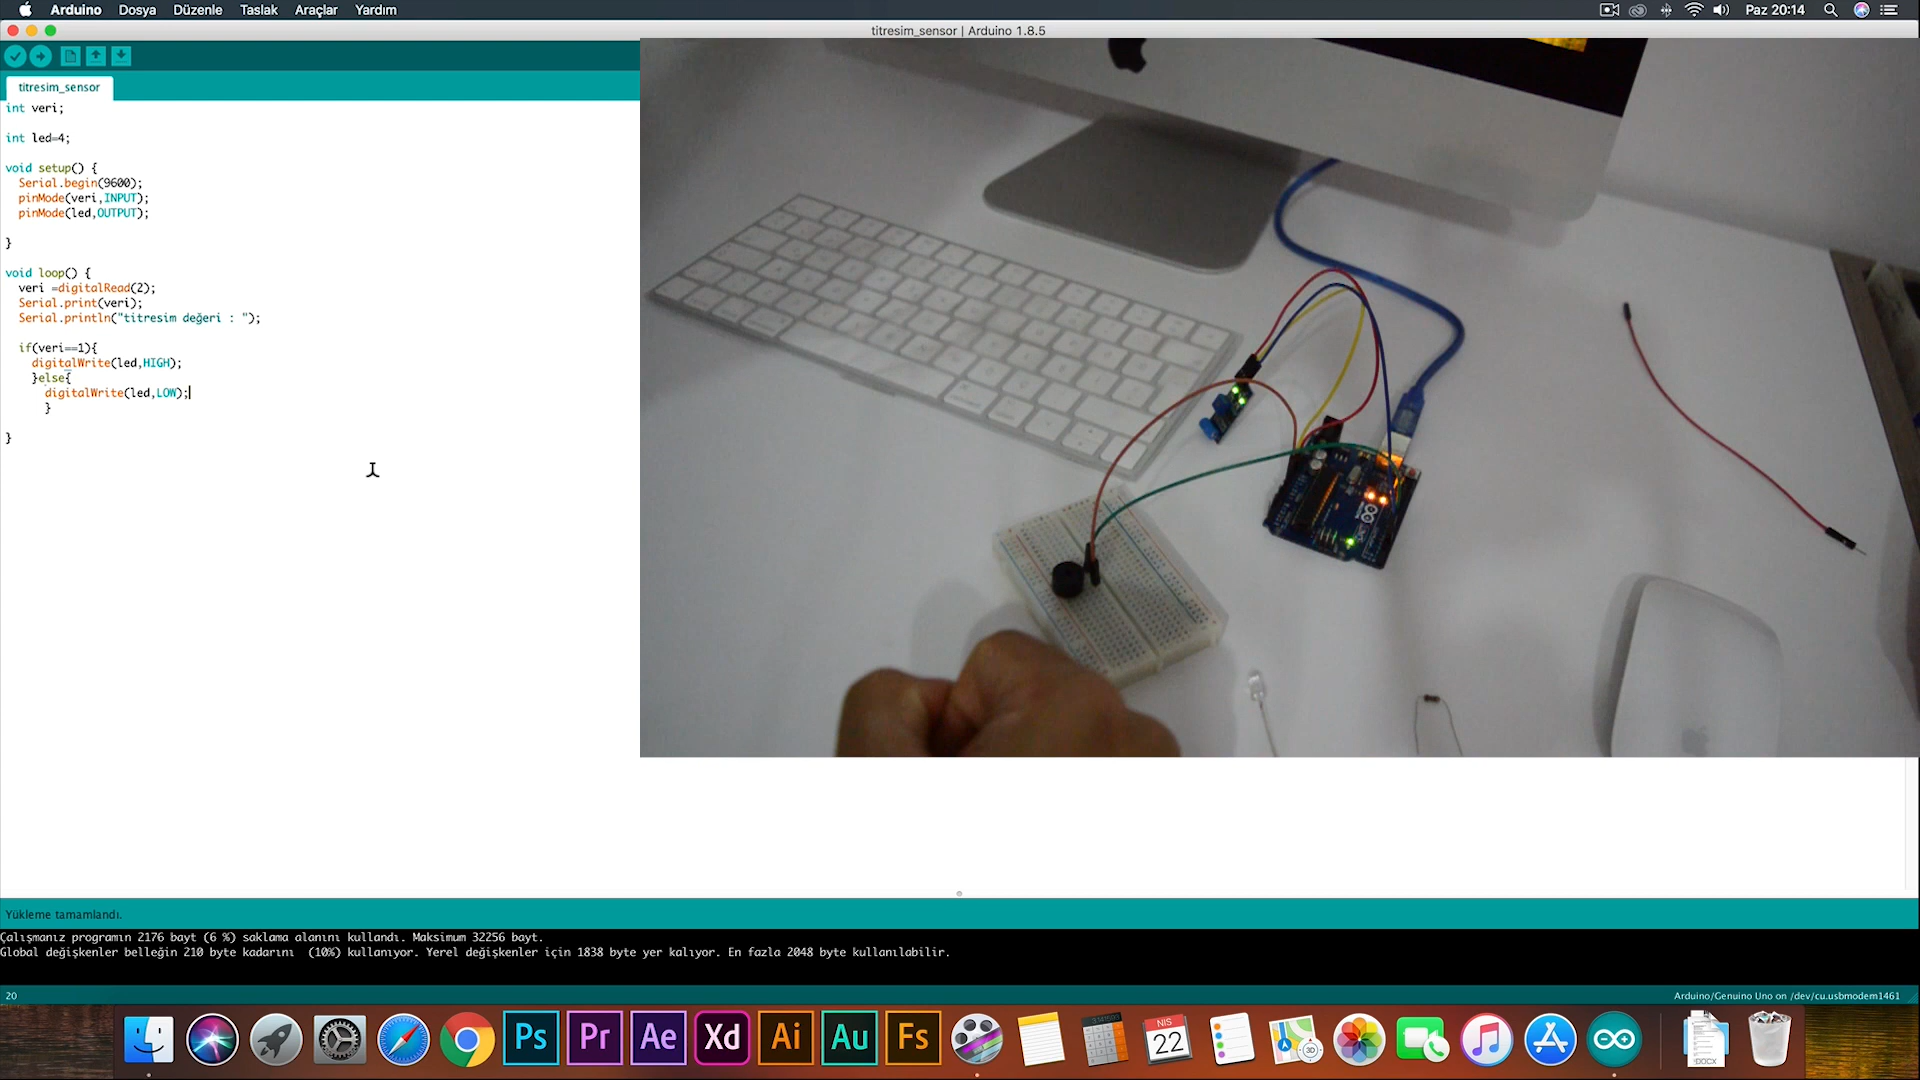 Arduino Dosya Düzenle Taslak Araçlar Yardım Paz 20:14
titresim_sensor | Arduino 1.8.5
titresim_sensor
int veri;
int led=4;
void setup() {
Serial.begin(9600);
pinMode(veri,INPUT);
pinMode(led,OUTPUT);
}
void loop() {
veri =digitalRead(2);
Serial.print(veri);
Serial.println("titresim değeri : ");
if(veri==1){
digitalWrite(led,HIGH);
}else{
digitalWrite(led,LOW);
}
}
Yükleme tamamlandı.
Çalışmanız programın 2176 bayt (6 %) saklama alanını kullandı. Maksimum 32256 bayt.
Global değişkenler belleğin 210 byte kadarını (10%) kullanıyor. Yerel değişkenler için 1838 byte yer kalıyor. En fazla 2048 byte kullanılabilir.
20 Arduino/Genuino Uno on /dev/cu.usbmodem1461
Ps Pr Ae Xd Ai Au Fs NIS 22 3D DOCX